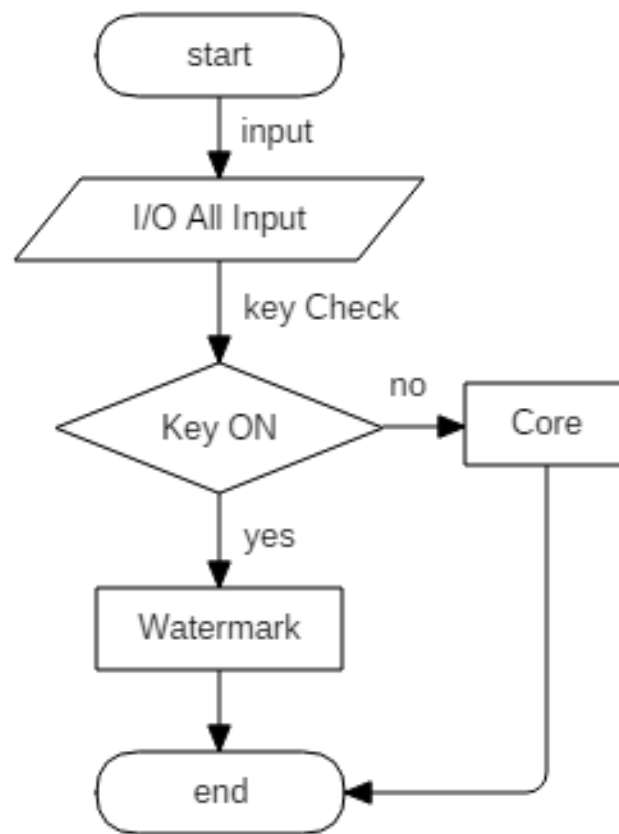 start
input
I/O All Input
key Check
Key ON
no
Core
yes
Watermark
end